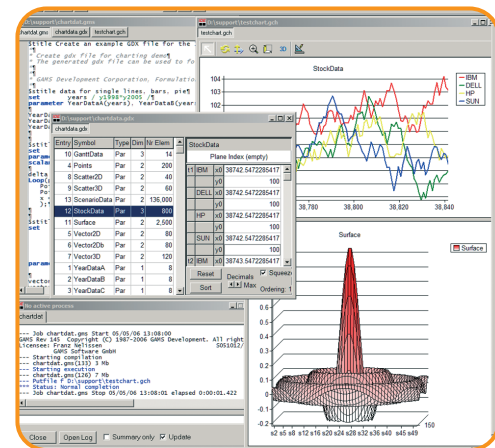 D:\support\chartdat.gms
chartdat.gms chartdata.gdx testchart.gch
$title Create an example GDX file for the
* Create gdx file for charting demo
* The generated gdx file can be used to fo
* GAMS Development Corporation, Formulation
$stitle data for single lines, bars, pie
set years / y1998*y2005 /
parameter YearDataA(years), YearDataB(year
D:\support\testchart.gch
testchart.gch
3D
StockData
IBM
DELL
HP
SUN
104
103
102
38,780 38,800 38,820 38,840
chartdata.gdx
Entry Symbol Type Dim Nr Elem
10 GanttData Par 3 14
4 Points Par 2 200
8 Scatter2D Par 2 40
9 Scatter3D Par 2 60
13 ScenarioData Par 2 136,000
12 StockData Par 3 800
11 Surface Par 2 2,500
5 Vector2D Par 2 80
6 Vector2Db Par 2 80
7 Vector3D Par 2 120
1 YearDataA Par 1 8
2 YearDataB Par 1 8
3 YearDataC Par 1 8
StockData
Plane Index (empty)
t1 IBM x0 38742.5472285417
y0 100
DELL x0 38742.5472285417
y0 100
HP x0 38742.5472285417
y0 100
SUN x0 38742.5472285417
y0 100
t2 IBM x0 38742.5472285417
Reset Decimals Squeeze
Sort Max Ordering: 1
No active process
chartdat
--- Job chartdat.gms Start 05/05/06 13:08:00
GAMS Rev 145 Copyright (C) 1987-2006 GAMS Development. All right
Licensee: Franz Nelissen
GAMS Software GmbH
--- Starting compilation
--- chartdat.gms(133) 3 Mb
--- Starting execution
--- chartdat.gms(126) 7 Mb
--- Putfile f D:\support\testchart.gch
*** Status: Normal completion
--- Job chartdat.gms Stop 05/05/06 13:08:01 elapsed 0:00:01.422
Close Open Log Summary only Update
Surface
Surface
0.6
0.5
0.4
0.3
0.2
0.1
0
-0.1
-0.2
s2 s5 s8 s12 s16 s20 s24 s28 s32 s36 s40 s44
150